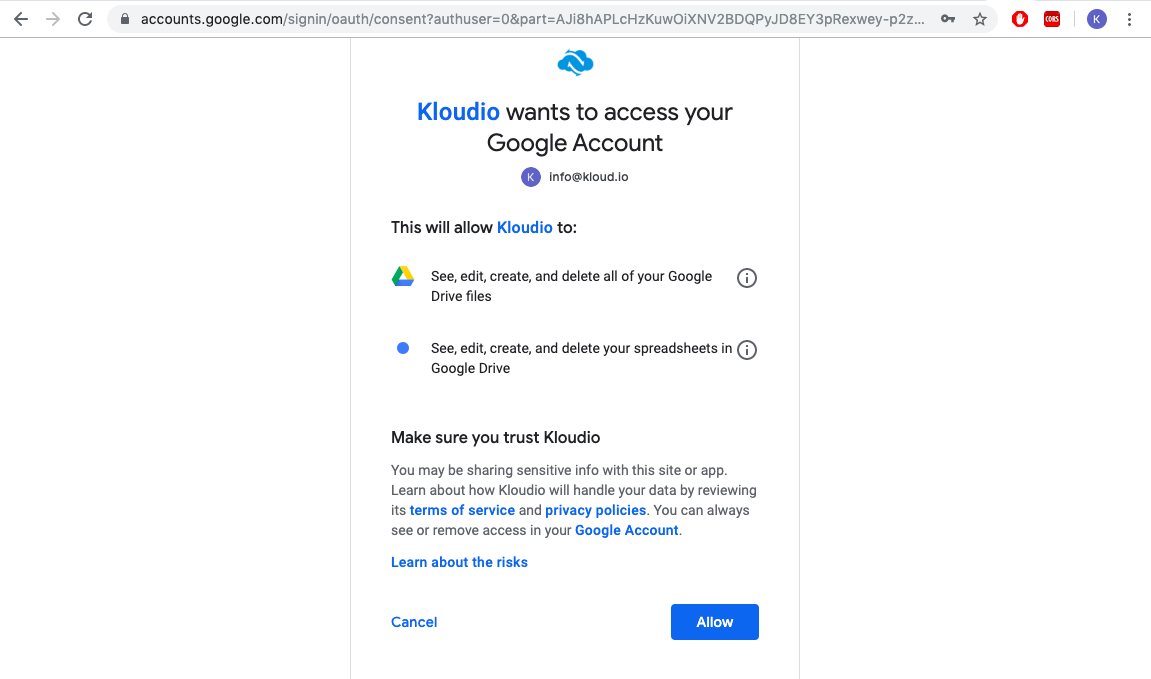 accounts.google.com/signin/oauth/consent?authuser=0&part=AJi8hAPLcHzKuwOiXNV2BDQPyJD8EY3pRexwey-p2z...
CORS
K
Kloudio wants to access your
Google Account
K info@kloud.io
This will allow Kloudio to:
See, edit, create, and delete all of your Google
Drive files
See, edit, create, and delete your spreadsheets in
Google Drive
Make sure you trust Kloudio
You may be sharing sensitive info with this site or app.
Learn about how Kloudio will handle your data by reviewing
its terms of service and privacy policies. You can always
see or remove access in your Google Account.
Learn about the risks
Cancel
Allow